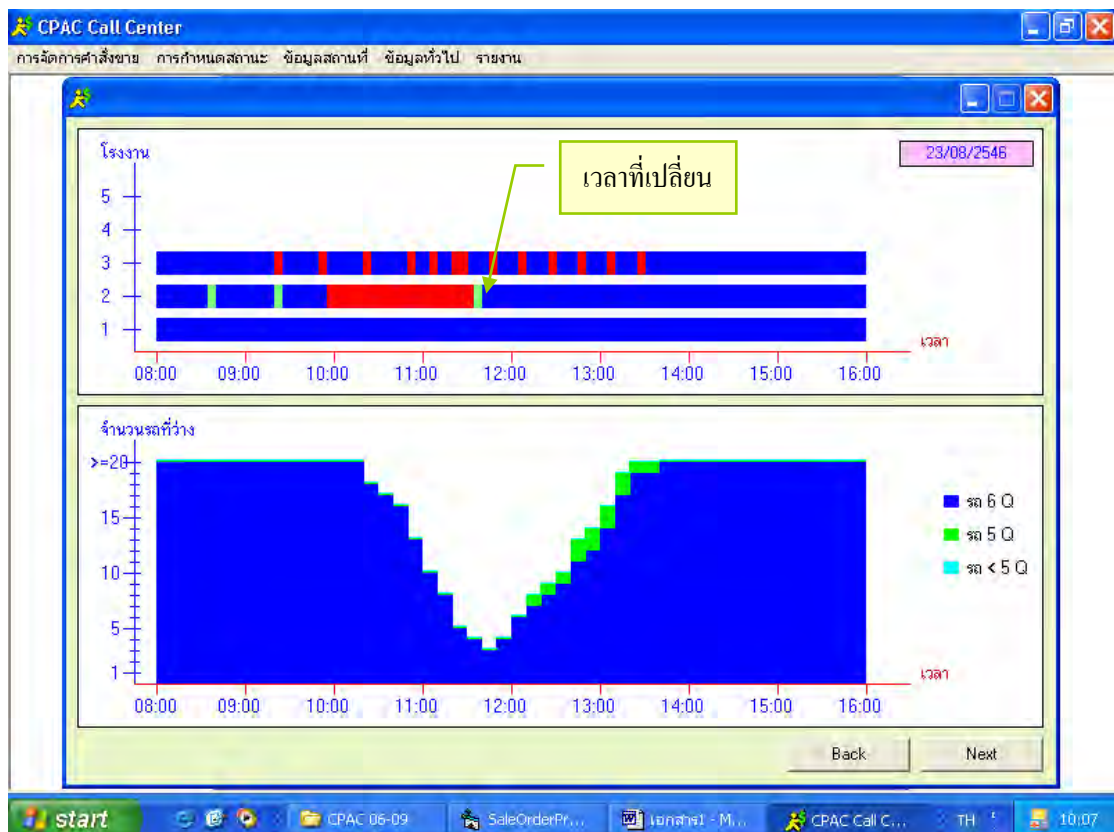 CPAC Call Center
การจัดการคำสั่งขาย การกำหนดสถานะ ข้อมูลสถานที่ ข้อมูลทั่วไป รายงาน
โรงงาน
23/08/2546
เวลาที่เปลี่ยน
5
4
3
2
1
เวลา
08:00 09:00 10:00 11:00 12:00 13:00 14:00 15:00 16:00
จำนวนรถที่ว่าง
>=20
15
10
5
1
รถ 6 Q
รถ 5 Q
รถ < 5 Q
เวลา
08:00 09:00 10:00 11:00 12:00 13:00 14:00 15:00 16:00
Back Next
start CPAC 06-09 SaleOrderPr... เอกสาร1 - M... CPAC Call C... TH 10:07